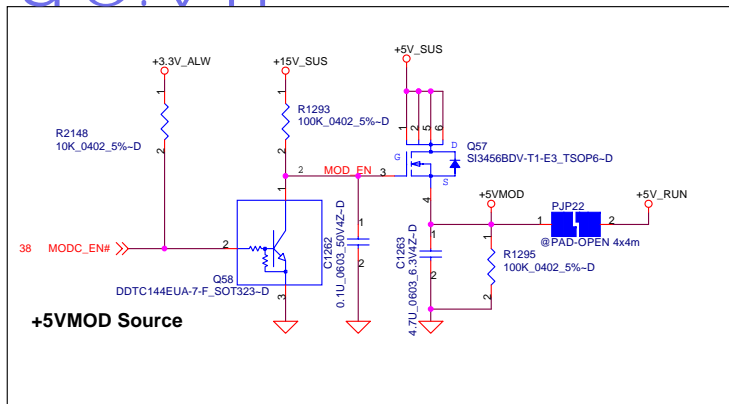 +3.3V_ALW
+15V_SUS
+5V_SUS
1
R2148
10K_0402_5%~D
2
1
R1293
100K_0402_5%~D
2
1 2 5 6
D
Q57
SI3456BDV-T1-E3_TSOP6~D
G
S
2
MOD_EN
3
4
+5VMOD
+5V_RUN
PJP22
1
2
@PAD-OPEN 4x4m
38
MODC_EN#
2
1
Q58
DDTC144EUA-7-F_SOT323~D
3
1
2
C1262
0.1U_0603_50V4Z~D
1
2
C1263
4.7U_0603_6.3V4Z~D
1
R1295
100K_0402_5%~D
2
+5VMOD Source